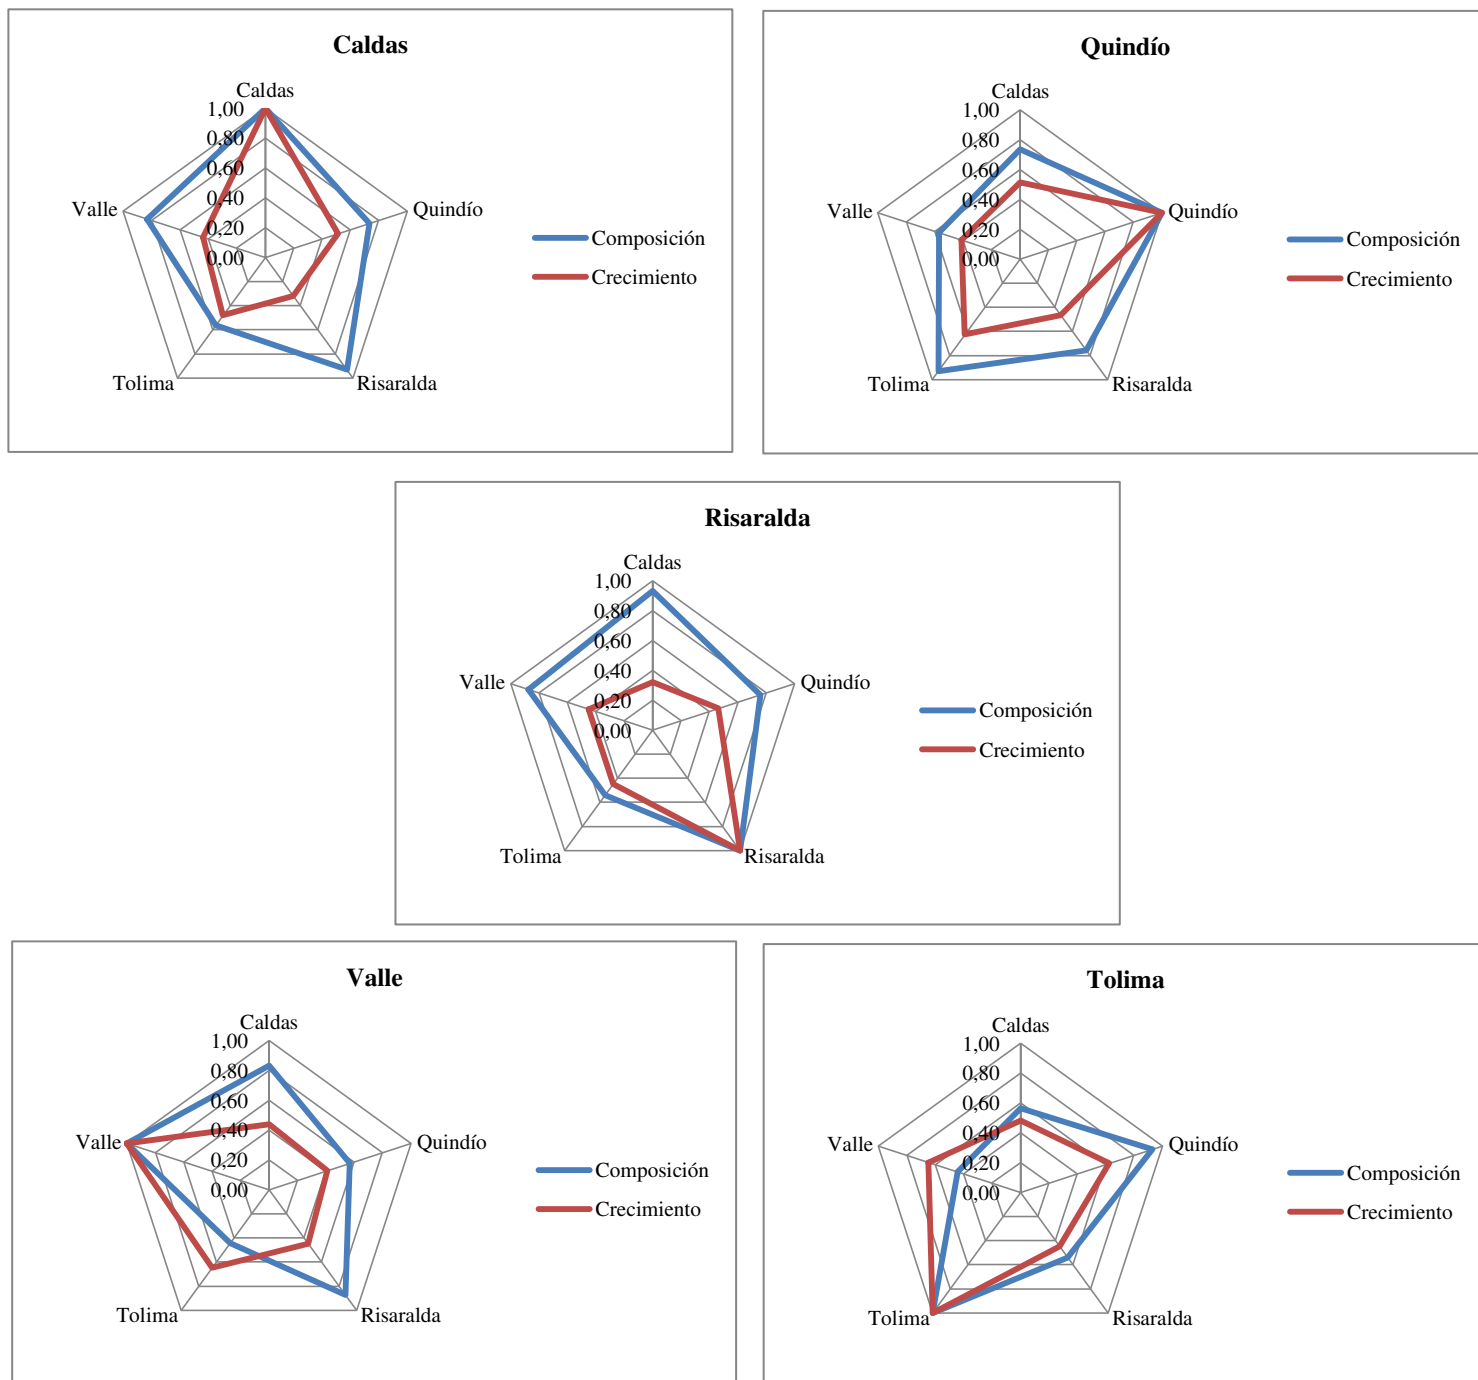 Caldas
Caldas
1,00
0,80
0,60
0,40
0,20
0,00
Quindío
Risaralda
Tolima
Valle
Composición
Crecimiento
Quindío
Caldas
1,00
0,80
0,60
0,40
0,20
0,00
Quindío
Risaralda
Tolima
Valle
Composición
Crecimiento
Risaralda
Caldas
1,00
0,80
0,60
0,40
0,20
0,00
Quindío
Risaralda
Tolima
Valle
Composición
Crecimiento
Valle
Caldas
1,00
0,80
0,60
0,40
0,20
0,00
Quindío
Risaralda
Tolima
Valle
Composición
Crecimiento
Tolima
Caldas
1,00
0,80
0,60
0,40
0,20
0,00
Quindío
Risaralda
Tolima
Valle
Composición
Crecimiento